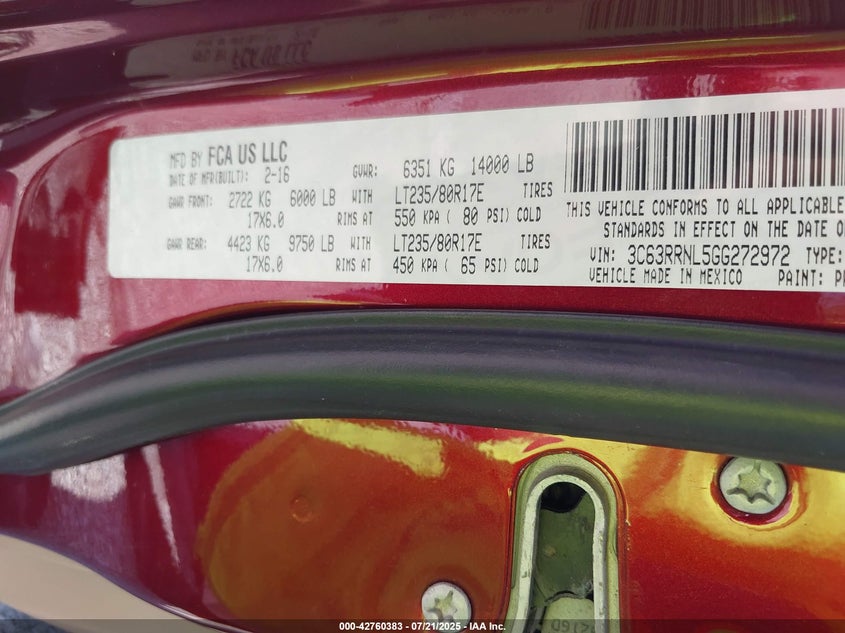 MFD BY FCA US LLC
DATE OF MFR(BUILT): 2-16 GVWR: 6351 KG 14000 LB
GAWR FRONT: 2722 KG 6000 LB WITH LT235/80R17E TIRES
17X6.0 RIMS AT 550 KPA ( 80 PSI) COLD
GAWR REAR: 4423 KG 9750 LB WITH LT235/80R17E TIRES
17X6.0 RIMS AT 450 KPA ( 65 PSI) COLD
THIS VEHICLE CONFORMS TO ALL APPLICABLE
STANDARDS IN EFFECT ON THE DATE O
VIN: 3C63RRNL5GG272972 TYPE:
VEHICLE MADE IN MEXICO PAINT: P
000-42760383 - 07/21/2025 - IAA Inc.